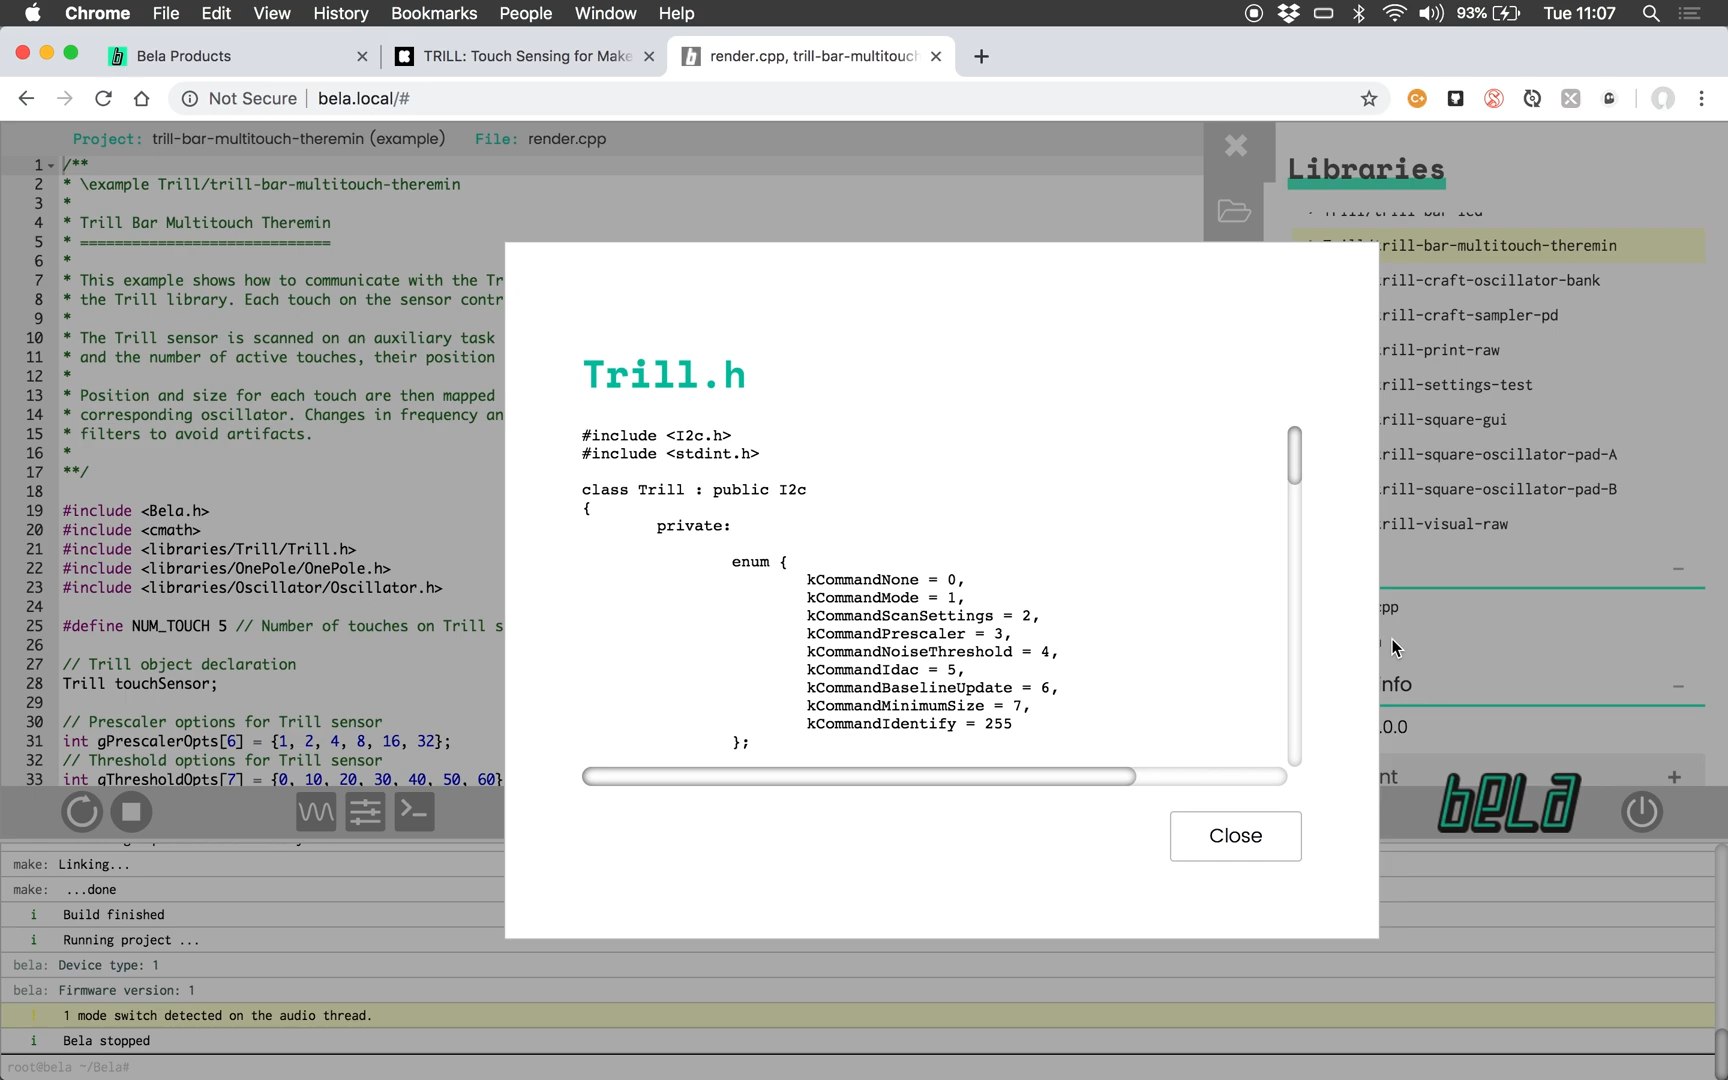 Chrome File Edit View History Bookmarks People Window Help 93% Tue 11:07
Bela Products TRILL: Touch Sensing for Make render.cpp, trill-bar-multitouch
Not Secure bela.local/#
Project: trill-bar-multitouch-theremin (example) File: render.cpp
1 /**
2 * \example Trill/trill-bar-multitouch-theremin
3 *
4 * Trill Bar Multitouch Theremin
5 * =============================
6 *
7 * This example shows how to communicate with the Tr
8 * the Trill library. Each touch on the sensor contr
9 *
10 * The Trill sensor is scanned on an auxiliary task
11 * and the number of active touches, their position
12 *
13 * Position and size for each touch are then mapped
14 * corresponding oscillator. Changes in frequency an
15 * filters to avoid artifacts.
16 *
17 **/
18
19 #include <Bela.h>
20 #include <cmath>
21 #include <libraries/Trill/Trill.h>
22 #include <libraries/OnePole/OnePole.h>
23 #include <libraries/Oscillator/Oscillator.h>
24
25 #define NUM_TOUCH 5 // Number of touches on Trill s
26
27 // Trill object declaration
28 Trill touchSensor;
29
30 // Prescaler options for Trill sensor
31 int gPrescalerOpts[6] = {1, 2, 4, 8, 16, 32};
32 // Threshold options for Trill sensor
33 int gThresholdOpts[7] = {0, 10, 20, 30, 40, 50, 60}
Trill.h
#include <I2c.h>
#include <stdint.h>
class Trill : public I2c
{
private:
enum {
kCommandNone = 0,
kCommandMode = 1,
kCommandScanSettings = 2,
kCommandPrescaler = 3,
kCommandNoiseThreshold = 4,
kCommandIdac = 5,
kCommandBaselineUpdate = 6,
kCommandMinimumSize = 7,
kCommandIdentify = 255
};
Close
Libraries
Trill/trill-bar-led
rill-bar-multitouch-theremin
rill-craft-oscillator-bank
rill-craft-sampler-pd
rill-print-raw
rill-settings-test
rill-square-gui
rill-square-oscillator-pad-A
rill-square-oscillator-pad-B
rill-visual-raw
cpp
nfo
.0.0
nt
bela
make: Linking...
make: ...done
i Build finished
i Running project ...
bela: Device type: 1
bela: Firmware version: 1
! 1 mode switch detected on the audio thread.
i Bela stopped
root@bela ~/Bela#